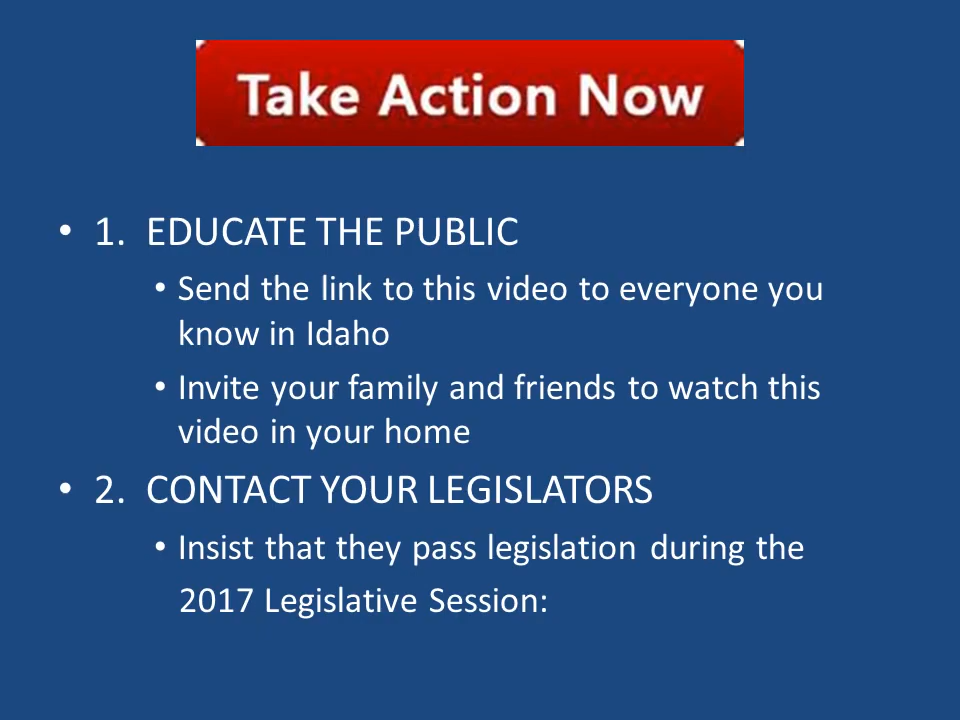 Take Action Now
• 1. EDUCATE THE PUBLIC
• Send the link to this video to everyone you
know in Idaho
• Invite your family and friends to watch this
video in your home
• 2. CONTACT YOUR LEGISLATORS
• Insist that they pass legislation during the
2017 Legislative Session: